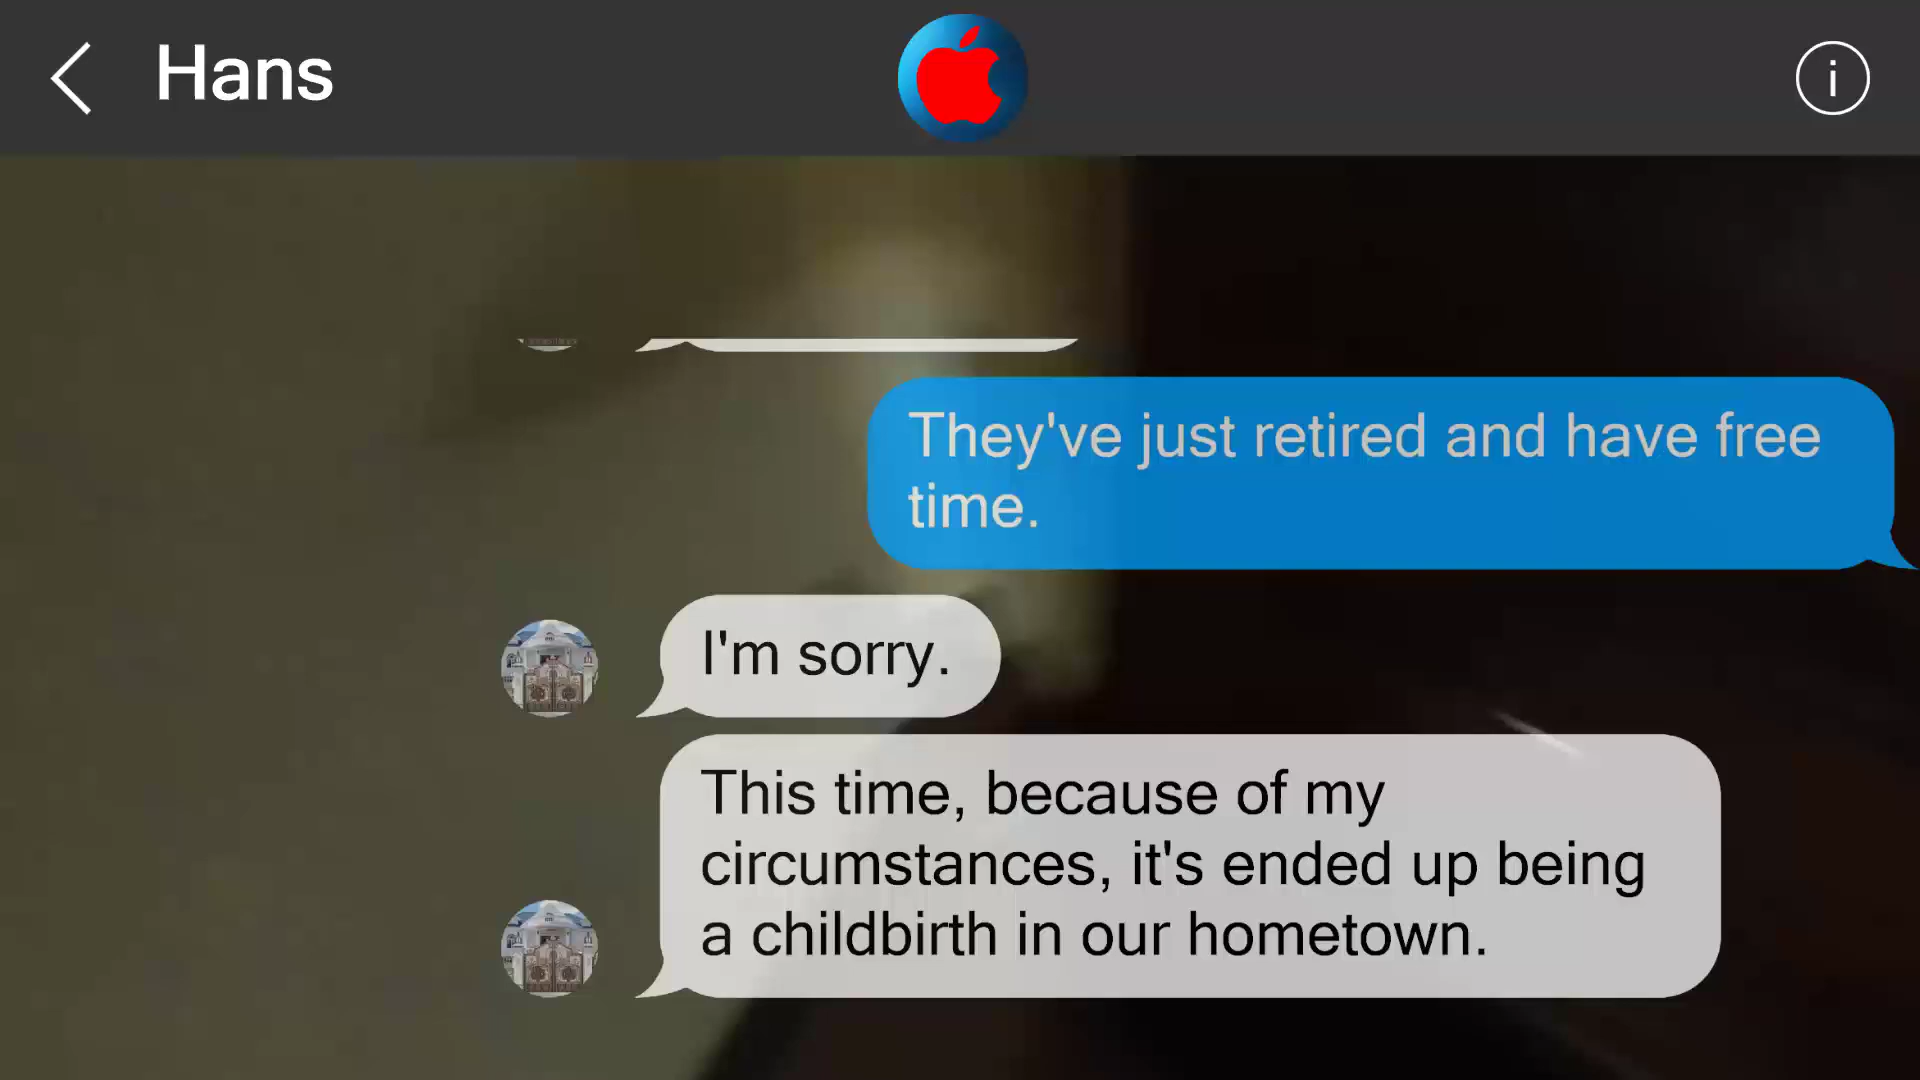 Hans
i
They've just retired and have free
time.
I'm sorry.
This time, because of my
circumstances, it's ended up being
a childbirth in our hometown.